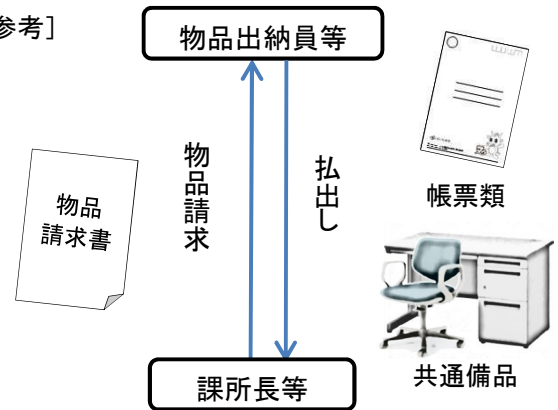 参考］
物品出納員等
物品請求
払出し
物品
請求書
帳票類
共通備品
課所長等